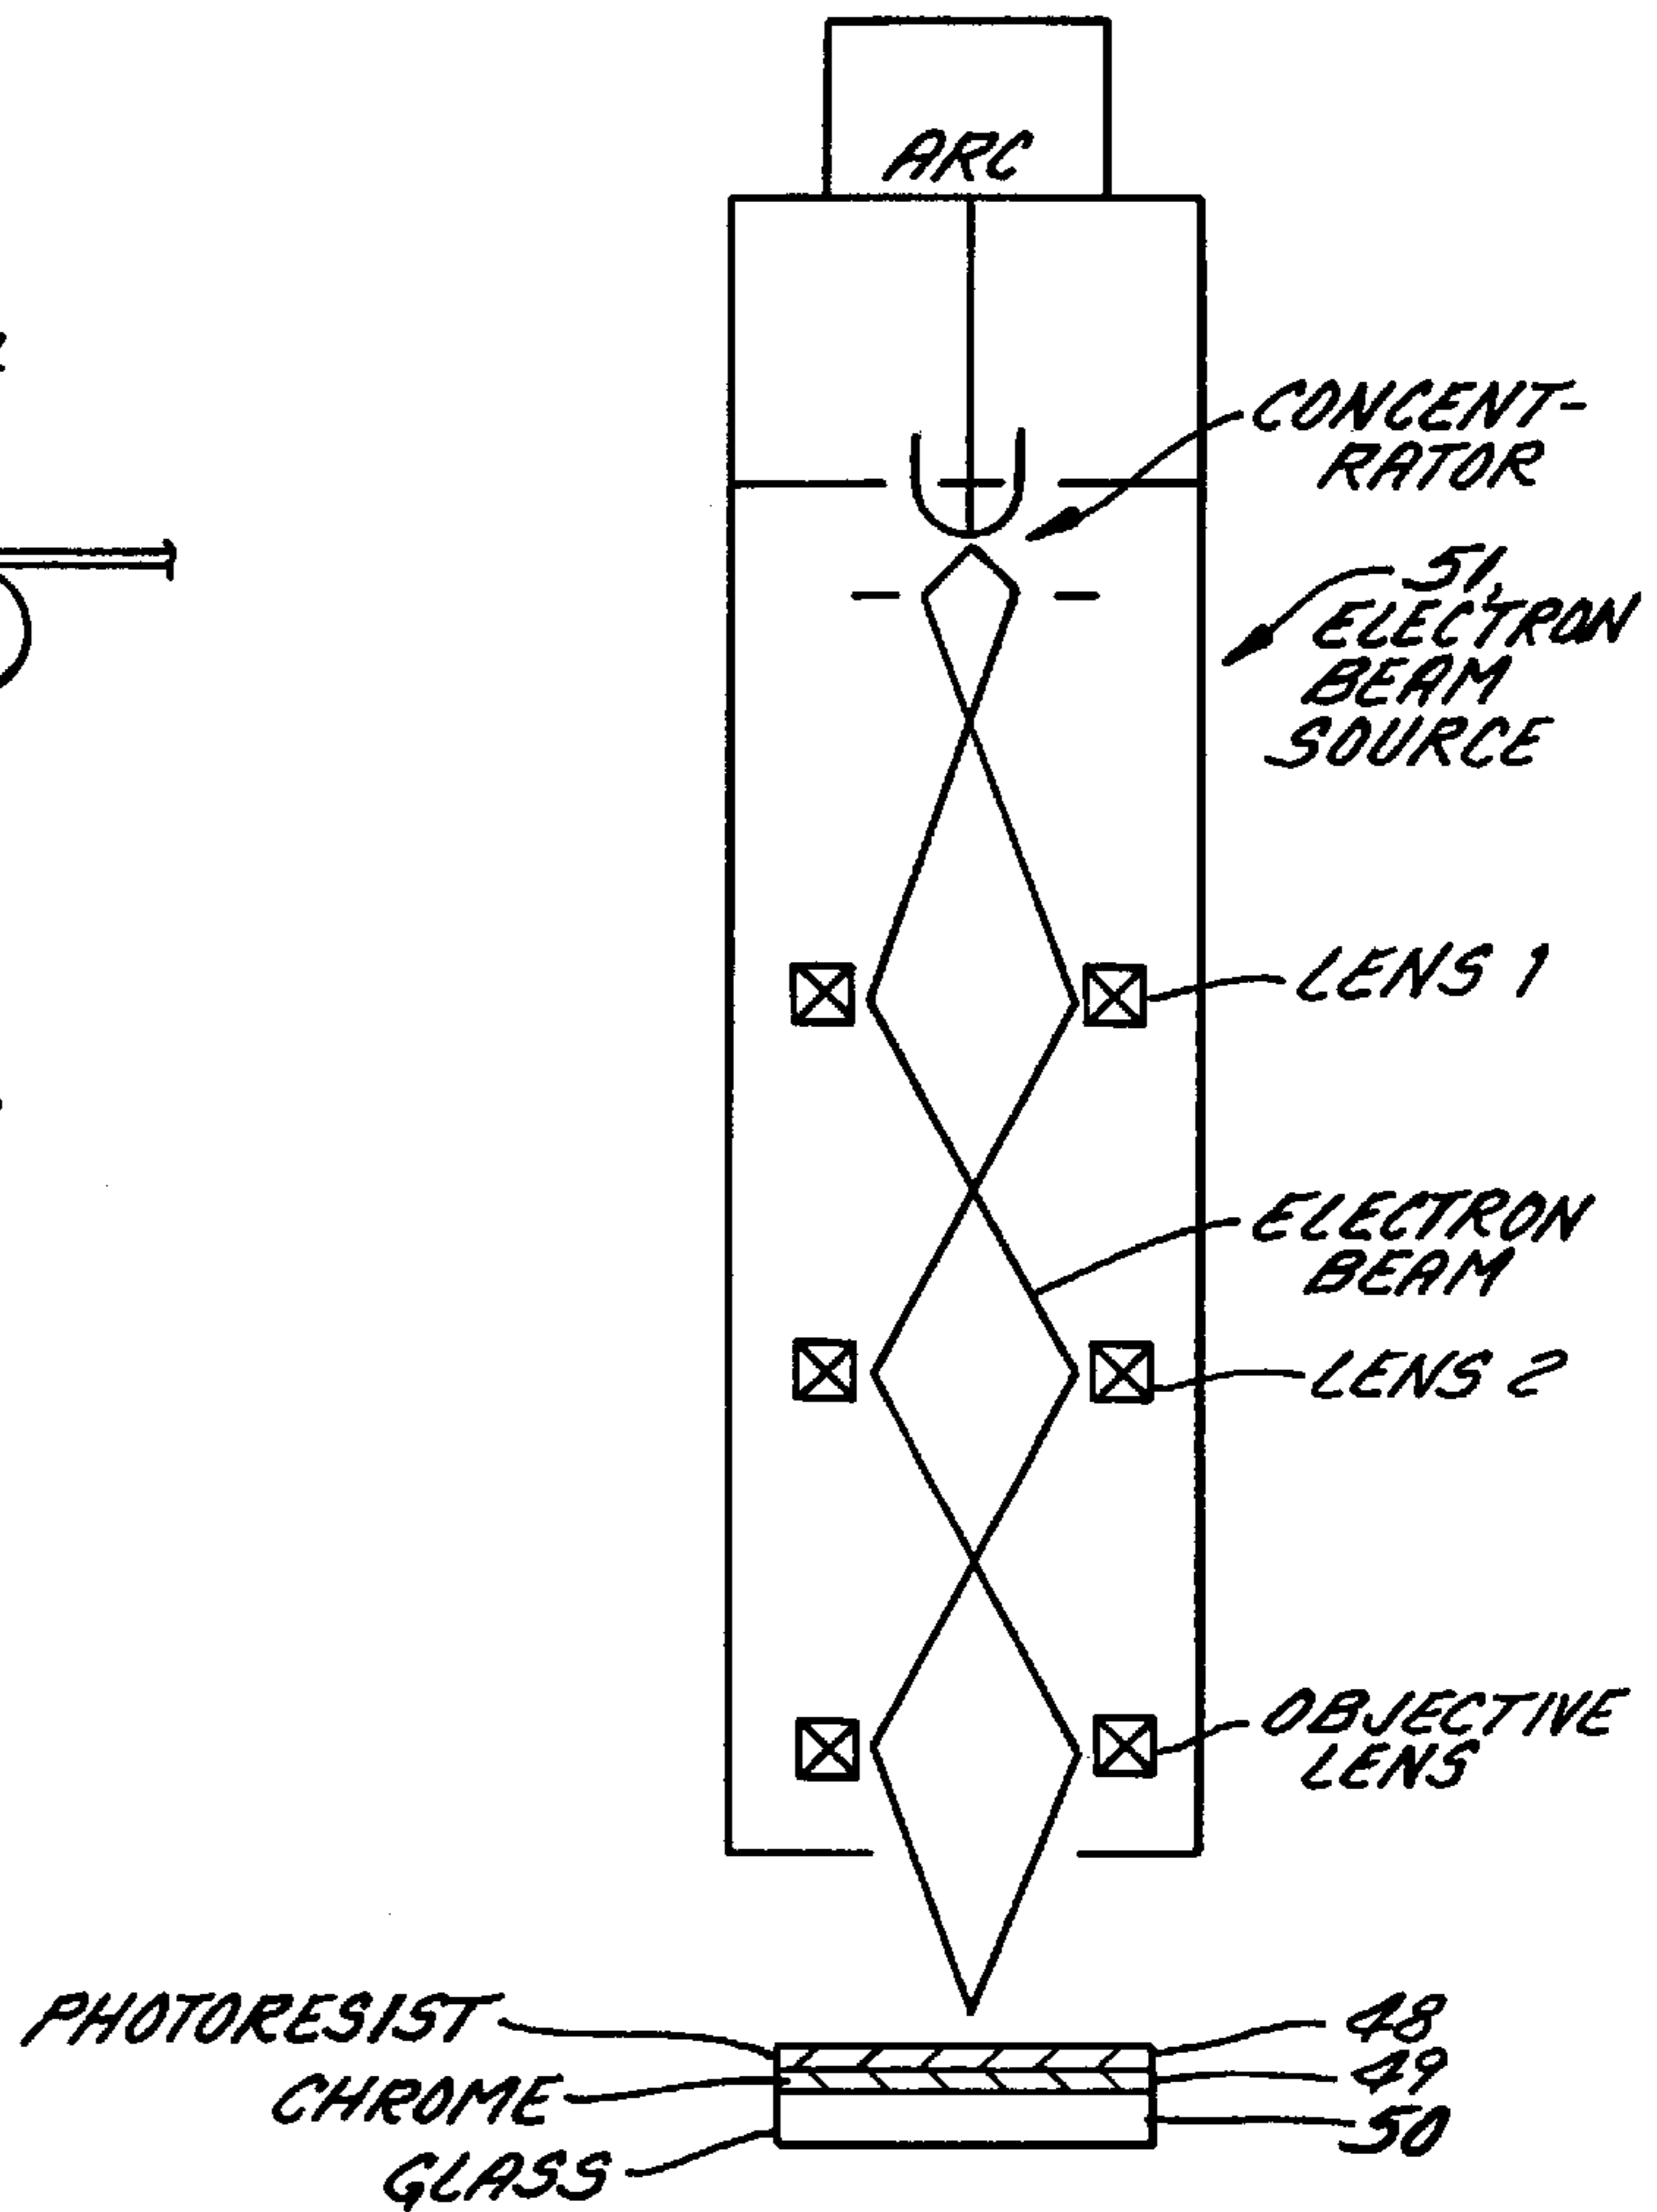 ARC
CONCENT-
RATOR
51,
ELECTRON
BEAM
SOURCE
LENS 1
ELECTRON
BEAM
LENS 2
OBJECTIVE
LENS
PHOTORESIST
48
CHROME
49
GLASS
50